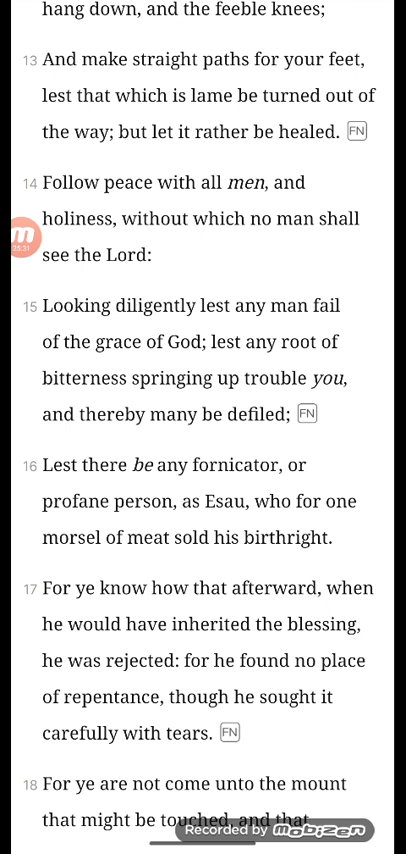 hang down, and the feeble knees;
13 And make straight paths for your feet,
lest that which is lame be turned out of
the way; but let it rather be healed. FN
14 Follow peace with all men, and
holiness, without which no man shall
see the Lord:
15 Looking diligently lest any man fail
of the grace of God; lest any root of
bitterness springing up trouble you,
and thereby many be defiled; FN
16 Lest there be any fornicator, or
profane person, as Esau, who for one
morsel of meat sold his birthright.
17 For ye know how that afterward, when
he would have inherited the blessing,
he was rejected: for he found no place
of repentance, though he sought it
carefully with tears. FN
18 For ye are not come unto the mount
that might be touched, and that
m
Recorded by mobizen